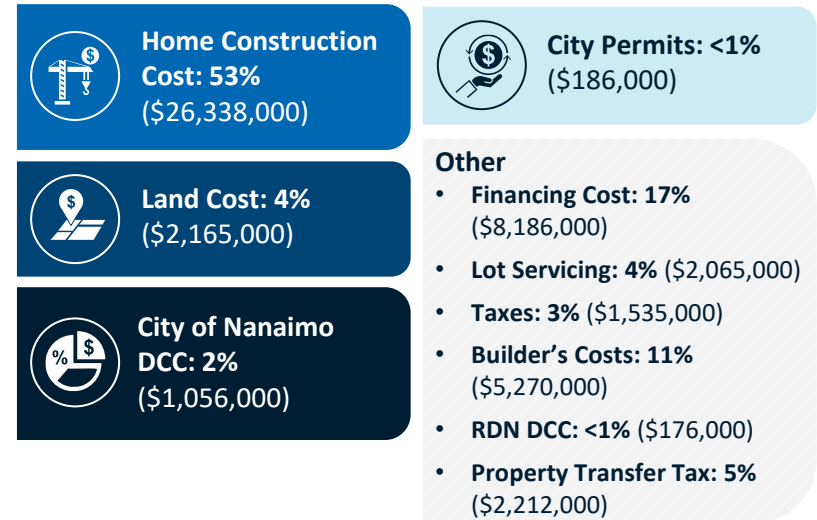 $
Home Construction
Cost: 53%
($26,338,000)
$
Land Cost: 4%
($2,165,000)
% $
City of Nanaimo
DCC: 2%
($1,056,000)
$
City Permits: <1%
($186,000)
Other
• Financing Cost: 17%
($8,186,000)
• Lot Servicing: 4% ($2,065,000)
• Taxes: 3% ($1,535,000)
• Builder’s Costs: 11%
($5,270,000)
• RDN DCC: <1% ($176,000)
• Property Transfer Tax: 5%
($2,212,000)